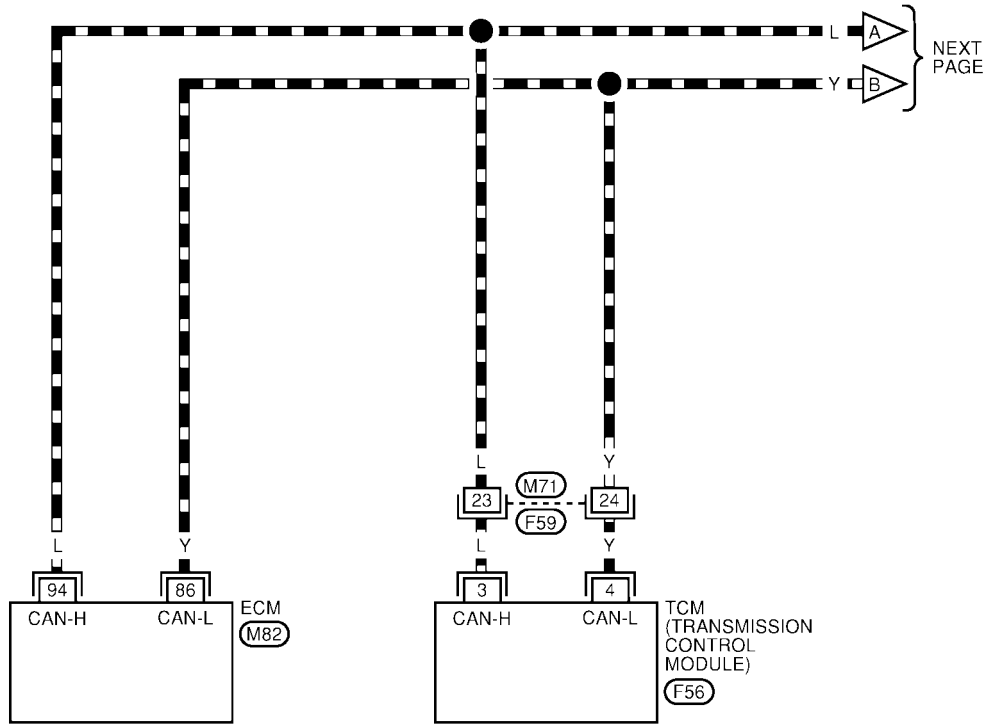 L A
NEXT
PAGE
Y B
L Y
23 M71 24
F59
L Y L Y
94 86 3 4
CAN-H CAN-L ECM CAN-H CAN-L TCM
M82 (TRANSMISSION
CONTROL
MODULE)
F56